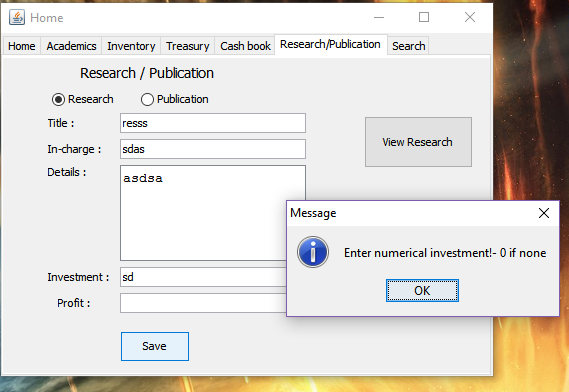 Home
Home Academics Inventory Treasury Cash book Research/Publication Search
Research / Publication
Research Publication
Title : resss
View Research
In-charge : sdas
Details : asdsa
Message
Enter numerical investment!- 0 if none
OK
Investment : sd
Profit :
Save